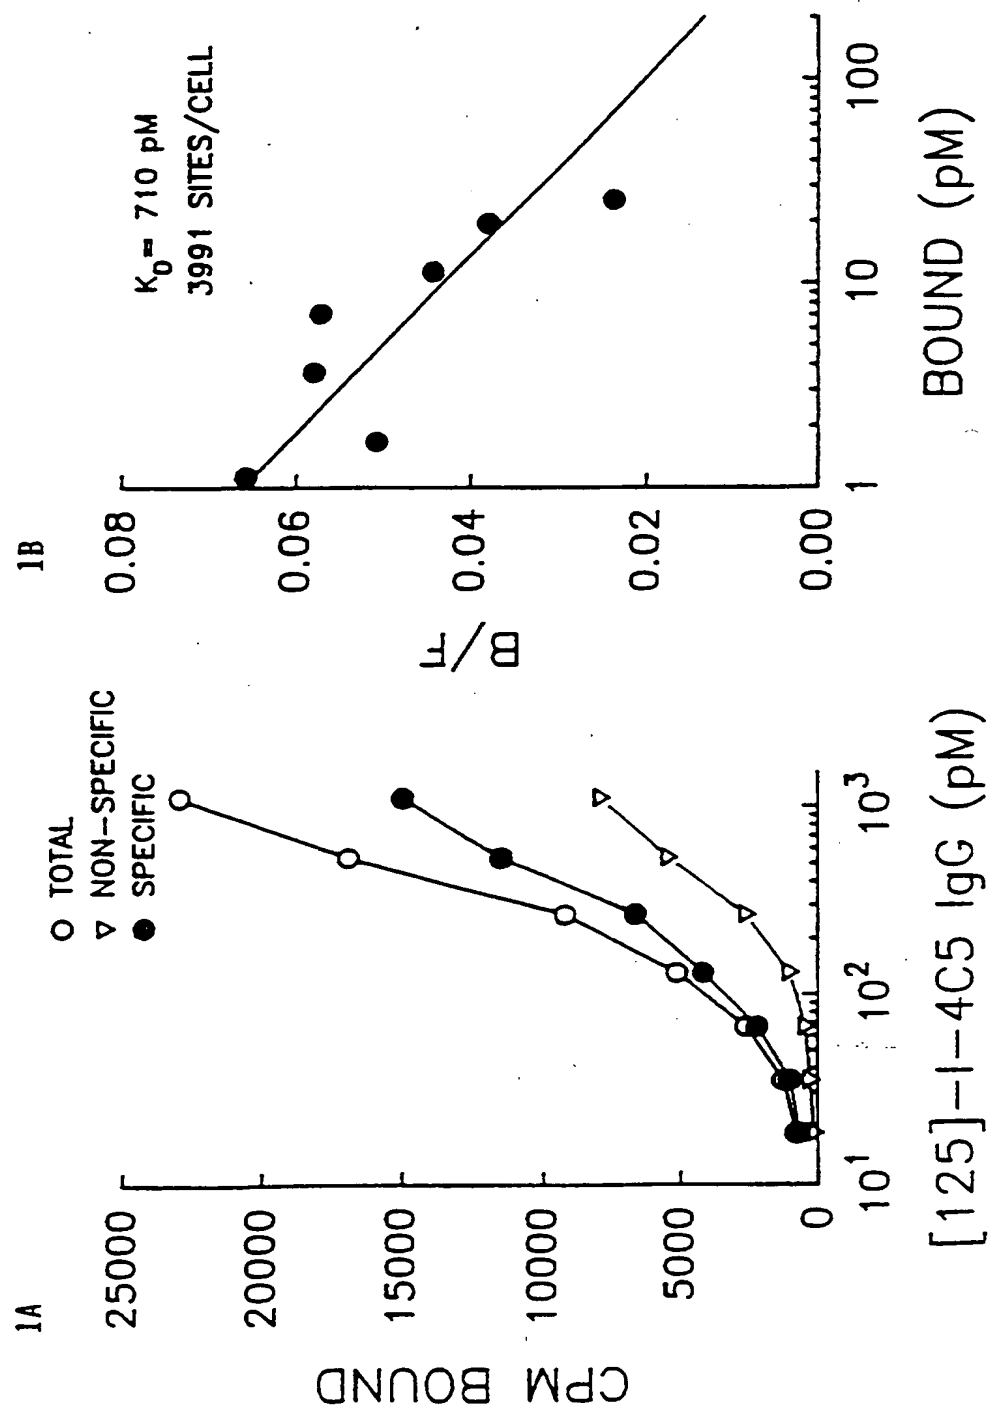 1A
CPM BOUND
25000
20000
15000
10000
5000
0
○ TOTAL
▽ NON-SPECIFIC
● SPECIFIC
10¹
10²
10³
[125]-I-4C5 IgG (pM)
1B
B/F
0.08
0.06
0.04
0.02
0.00
K_D= 710 pM
3991 SITES/CELL
1
10
100
BOUND (pM)